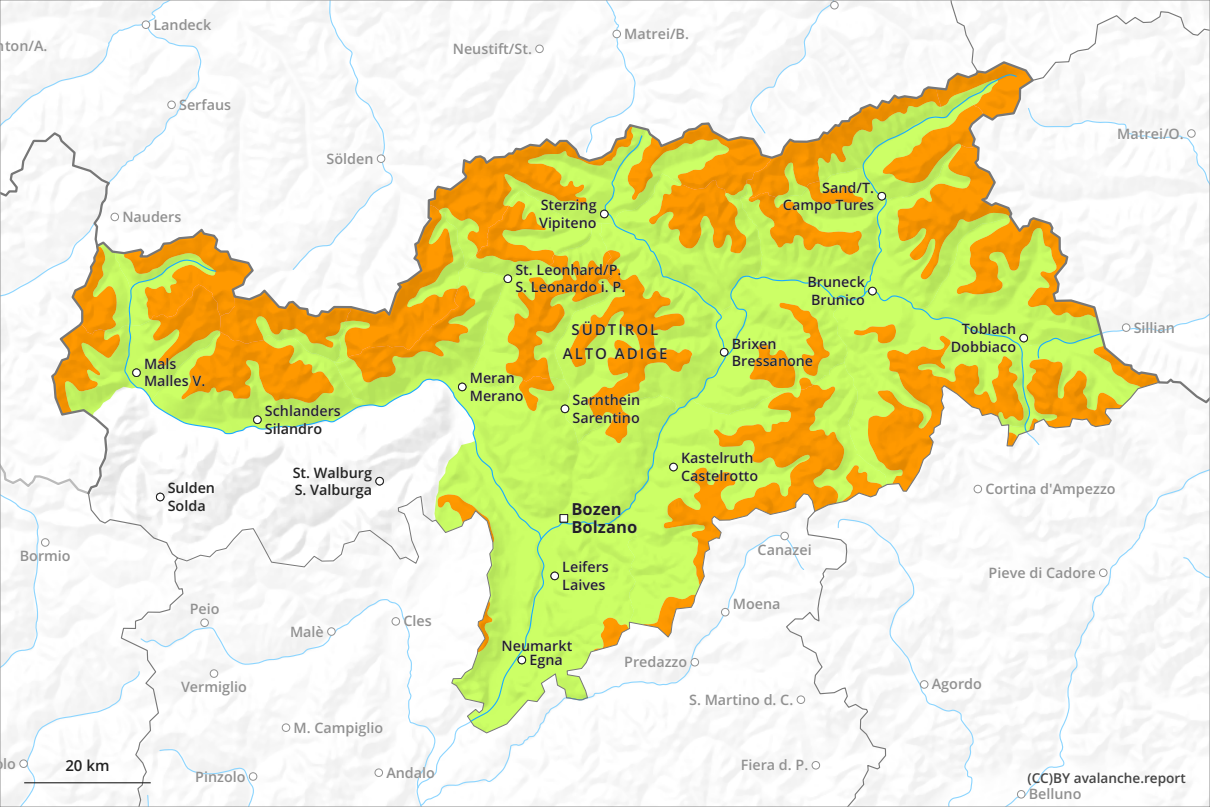 Landeck
Matrei/B.
nton/A.
Neustift/St.
Serfaus
Matrei/O.
Sölden
Sand/T.
Campo Tures
Sterzing
Vipiteno
Nauders
St. Leonhard/P.
S. Leonardo i. P.
Bruneck
Brunico
SÜDTIROL
ALTO ADIGE
Toblach
Dobbiaco
Sillian
Brixen
Bressanone
Mals
Malles V.
Meran
Merano
Sarnthein
Sarentino
Schlanders
Silandro
Kastelruth
Castelrotto
St. Walburg
S. Valburga
Sulden
Solda
Cortina d'Ampezzo
Bozen
Bolzano
Canazei
Bormio
Leifers
Laives
Pieve di Cadore
Peio
Moena
Cles
Malè
Neumarkt
Egna
Predazzo
Vermiglio
Agordo
S. Martino d. C.
M. Campiglio
20 km
olo
Pinzolo
Andalo
Fiera d. P.
(CC)BY avalanche.report
Belluno